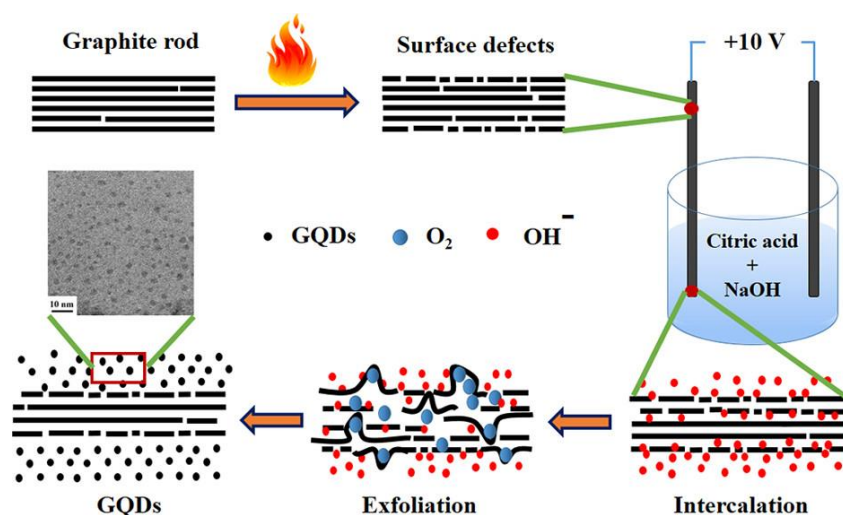 Graphite rod
Surface defects
+10 V
GQDs
O₂
OH⁻
Citric acid
+
NaOH
10 nm
GQDs
Exfoliation
Intercalation